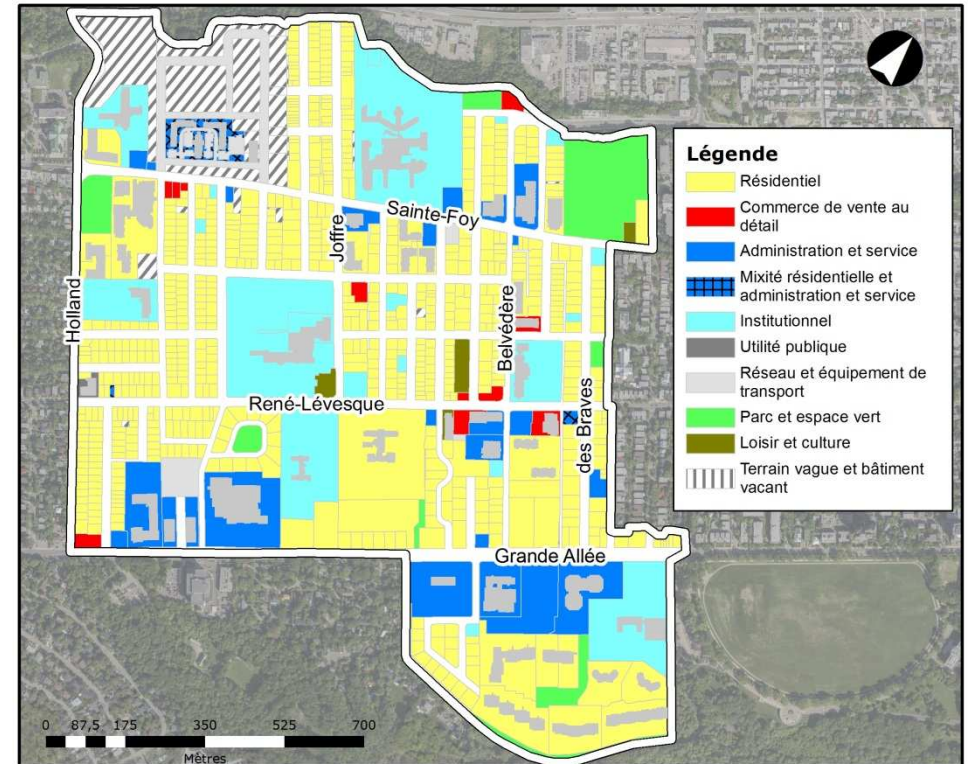 Sainte-Foy
Joffre
Holland
Belvédère
René-Lévesque
des Braves
Grande Allée
Légende
Résidentiel
Commerce de vente au
détail
Administration et service
Mixité résidentielle et
administration et service
Institutionnel
Utilité publique
Réseau et équipement de
transport
Parc et espace vert
Loisir et culture
Terrain vague et bâtiment
vacant
0 87,5 175 350 525 700
Mètres